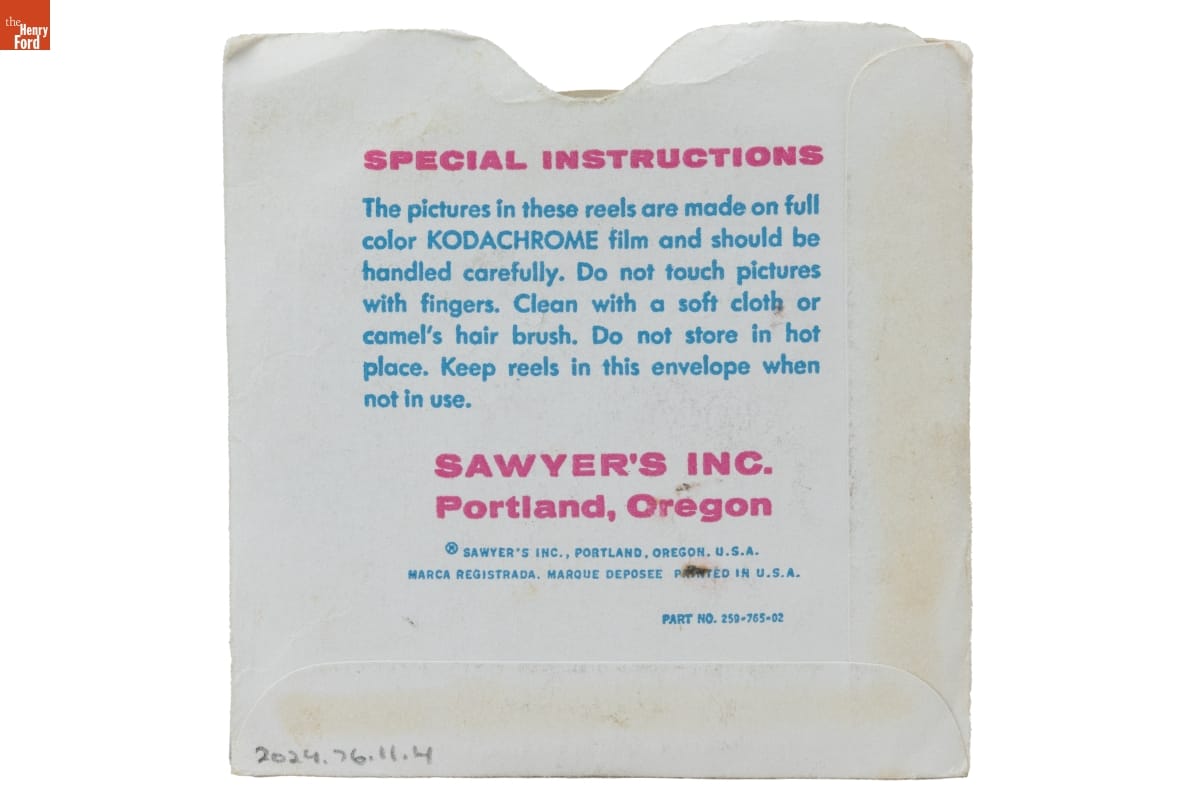 the
Henry
Ford
SPECIAL INSTRUCTIONS
The pictures in these reels are made on full
color KODACHROME film and should be
handled carefully. Do not touch pictures
with fingers. Clean with a soft cloth or
camel's hair brush. Do not store in hot
place. Keep reels in this envelope when
not in use.
SAWYER'S INC.
Portland, Oregon
® SAWYER'S INC., PORTLAND, OREGON. U.S.A.
MARCA REGISTRADA. MARQUE DEPOSEE PRINTED IN U.S.A.
PART NO. 259-765-02
2024.76.11.4